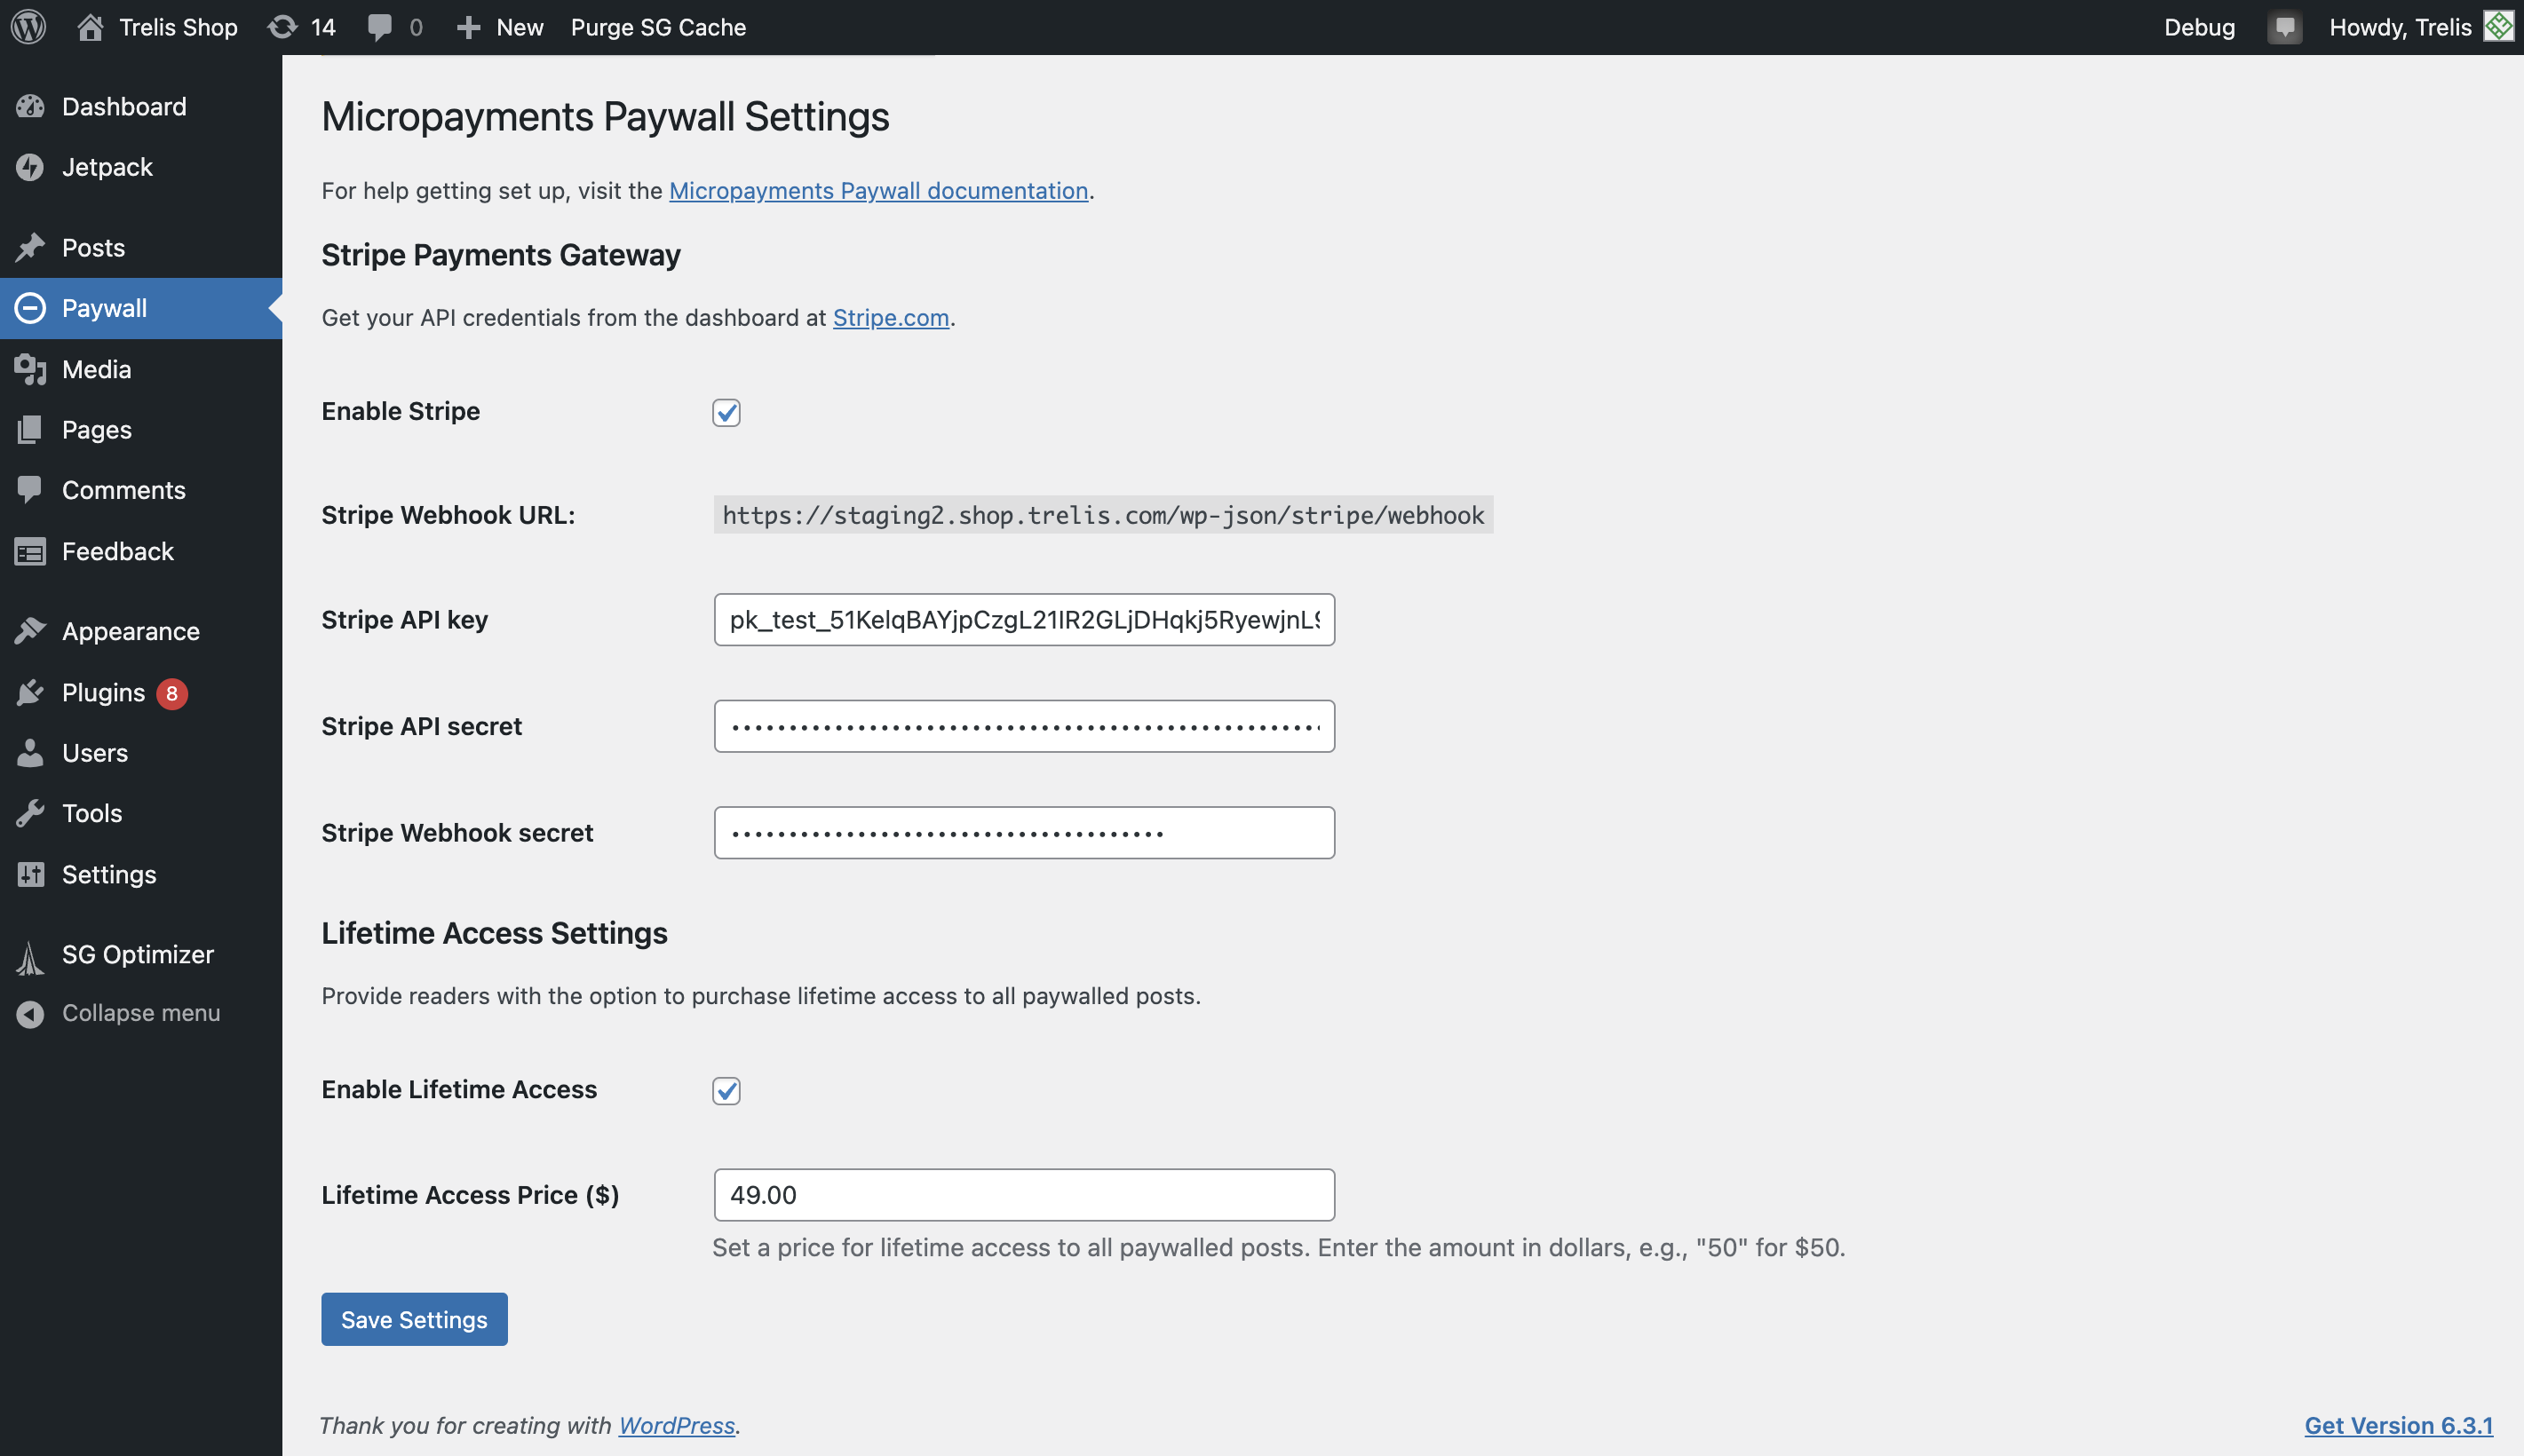 Trelis Shop 14 0 New Purge SG Cache Debug Howdy, Trelis
Dashboard
Jetpack
Posts
Paywall
Media
Pages
Comments
Feedback
Appearance
Plugins 8
Users
Tools
Settings
SG Optimizer
Collapse menu
Micropayments Paywall Settings
For help getting set up, visit the Micropayments Paywall documentation.
Stripe Payments Gateway
Get your API credentials from the dashboard at Stripe.com.
Enable Stripe
Stripe Webhook URL: https://staging2.shop.trelis.com/wp-json/stripe/webhook
Stripe API key pk_test_51KelqBAYjpCzgL21IR2GLjDHqkj5RyewjnL9
Stripe API secret
Stripe Webhook secret
Lifetime Access Settings
Provide readers with the option to purchase lifetime access to all paywalled posts.
Enable Lifetime Access
Lifetime Access Price ($) 49.00
Set a price for lifetime access to all paywalled posts. Enter the amount in dollars, e.g., "50" for $50.
Save Settings
Thank you for creating with WordPress.
Get Version 6.3.1